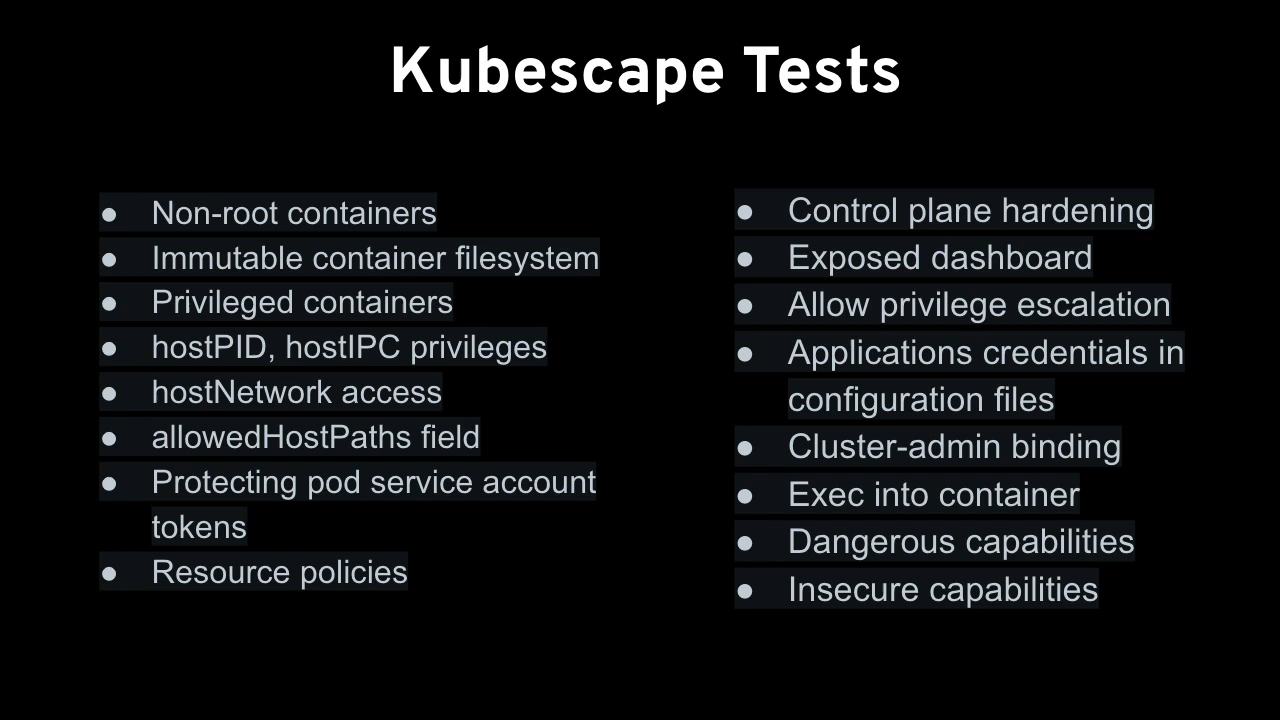 Kubescape Tests
● Non-root containers
● Immutable container filesystem
● Privileged containers
● hostPID, hostIPC privileges
● hostNetwork access
● allowedHostPaths field
● Protecting pod service account
tokens
● Resource policies
● Control plane hardening
● Exposed dashboard
● Allow privilege escalation
● Applications credentials in
configuration files
● Cluster-admin binding
● Exec into container
● Dangerous capabilities
● Insecure capabilities